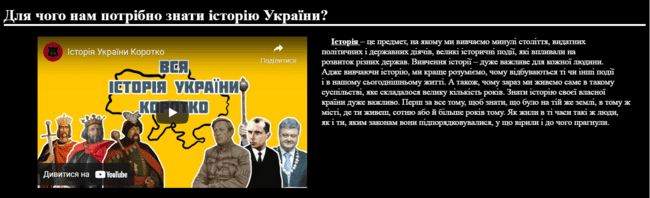 Для чого нам потрібно знати історію України?
Історія України Коротко
Поділитися
ВСЯ
ІСТОРІЯ УКРАЇНИ
КОРОТКО
Дивитися на YouTube
Історія – це предмет, на якому ми вивчаємо минулі століття, видатних
політичних і державних діячів, великі історичні події, які впливали на
розвиток різних держав. Вивчення історії – дуже важливе для кожної людини.
Адже вивчаючи історію, ми краще розуміємо, чому відбуваються ті чи інші події
і в нашому сьогоднішньому житті. А також, чому зараз ми живемо саме в такому
суспільстві, яке складалося велику кількість років. Знати історію своєї власної
країни дуже важливо. Перш за все тому, щоб знати, що було на тій же землі, в тому ж
місті, де ти живеш, сотню або й більше років тому. Як жили в ті часи такі ж люди,
як і ти, яким законам вони підпорядковувалися, у що вірили і до чого прагнули.